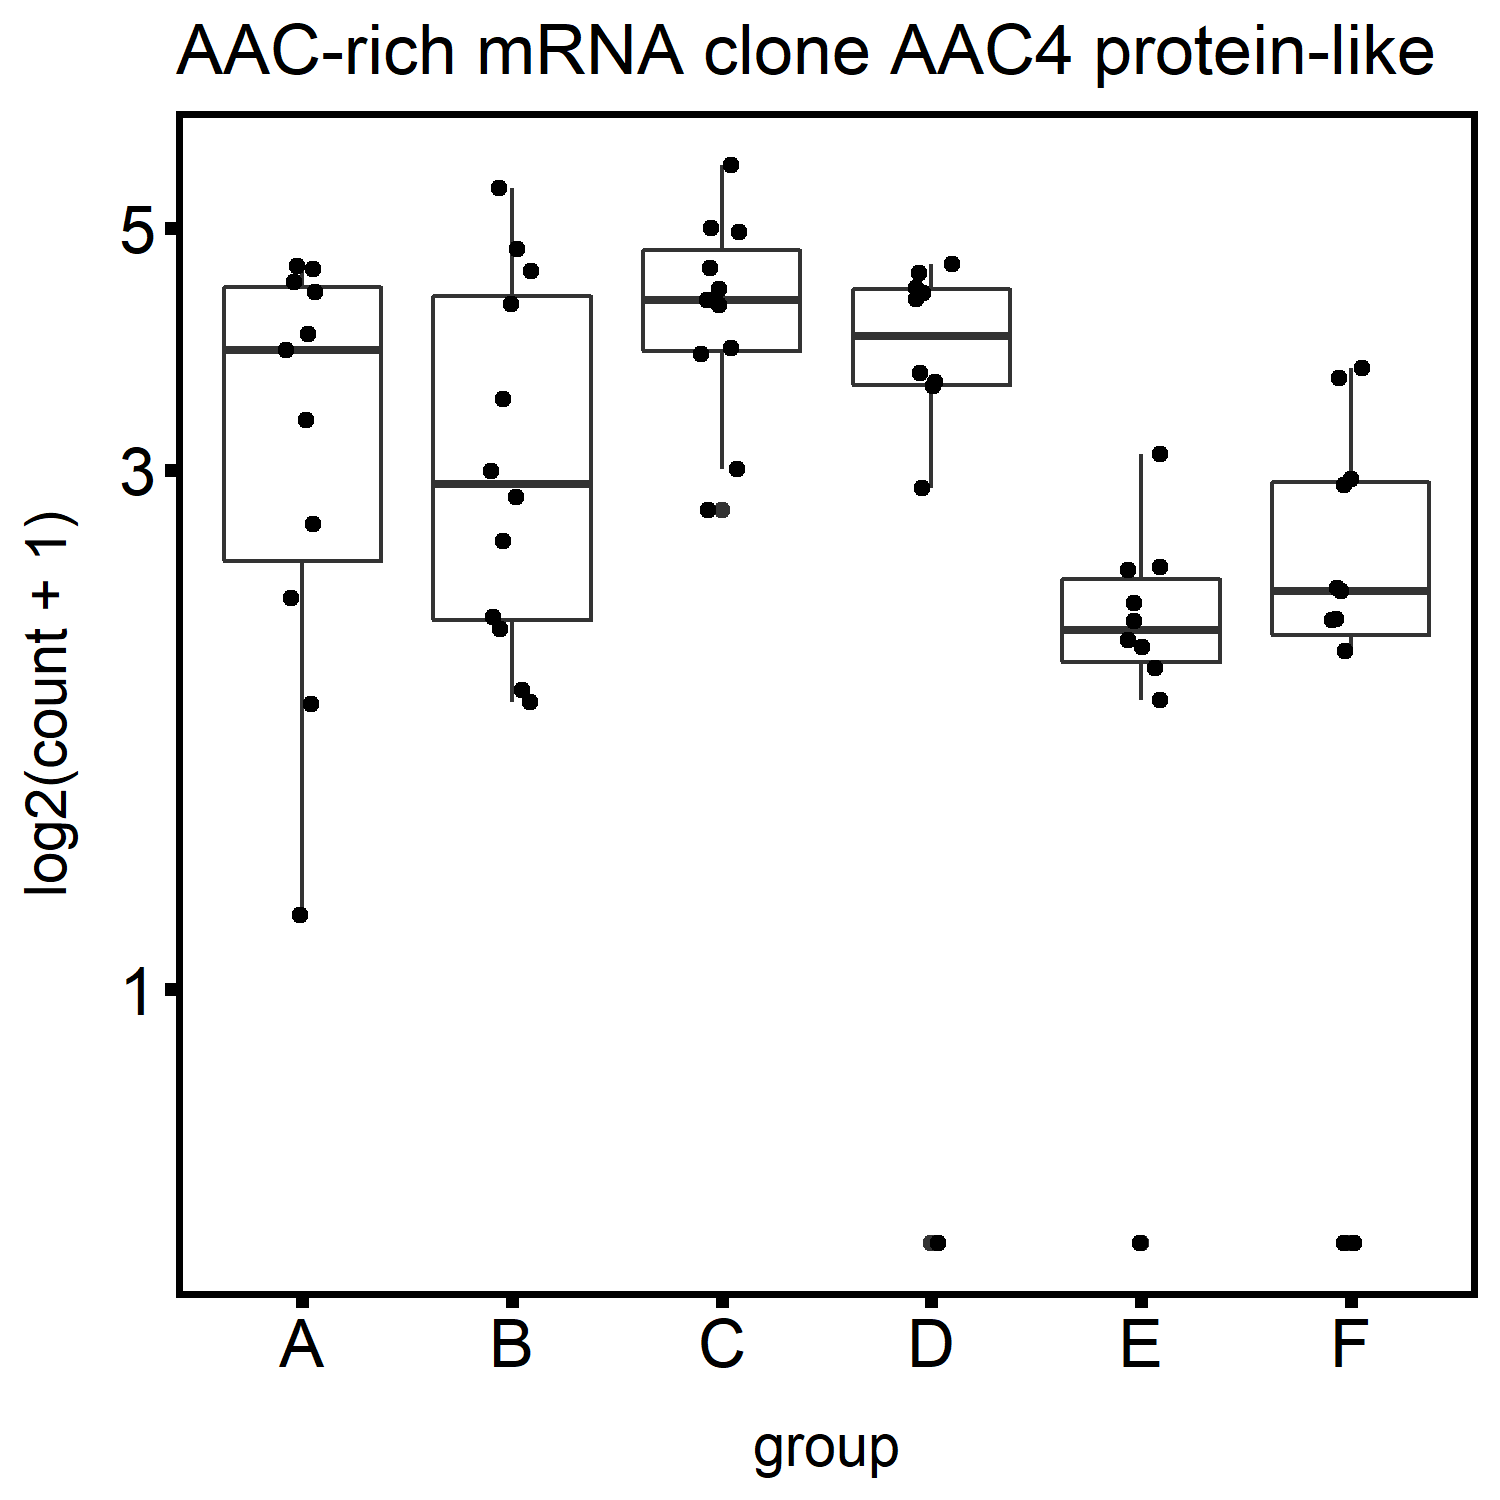 AAC-rich mRNA clone AAC4 protein-like
5
3
1
log2(count + 1)
A B C D E F
group